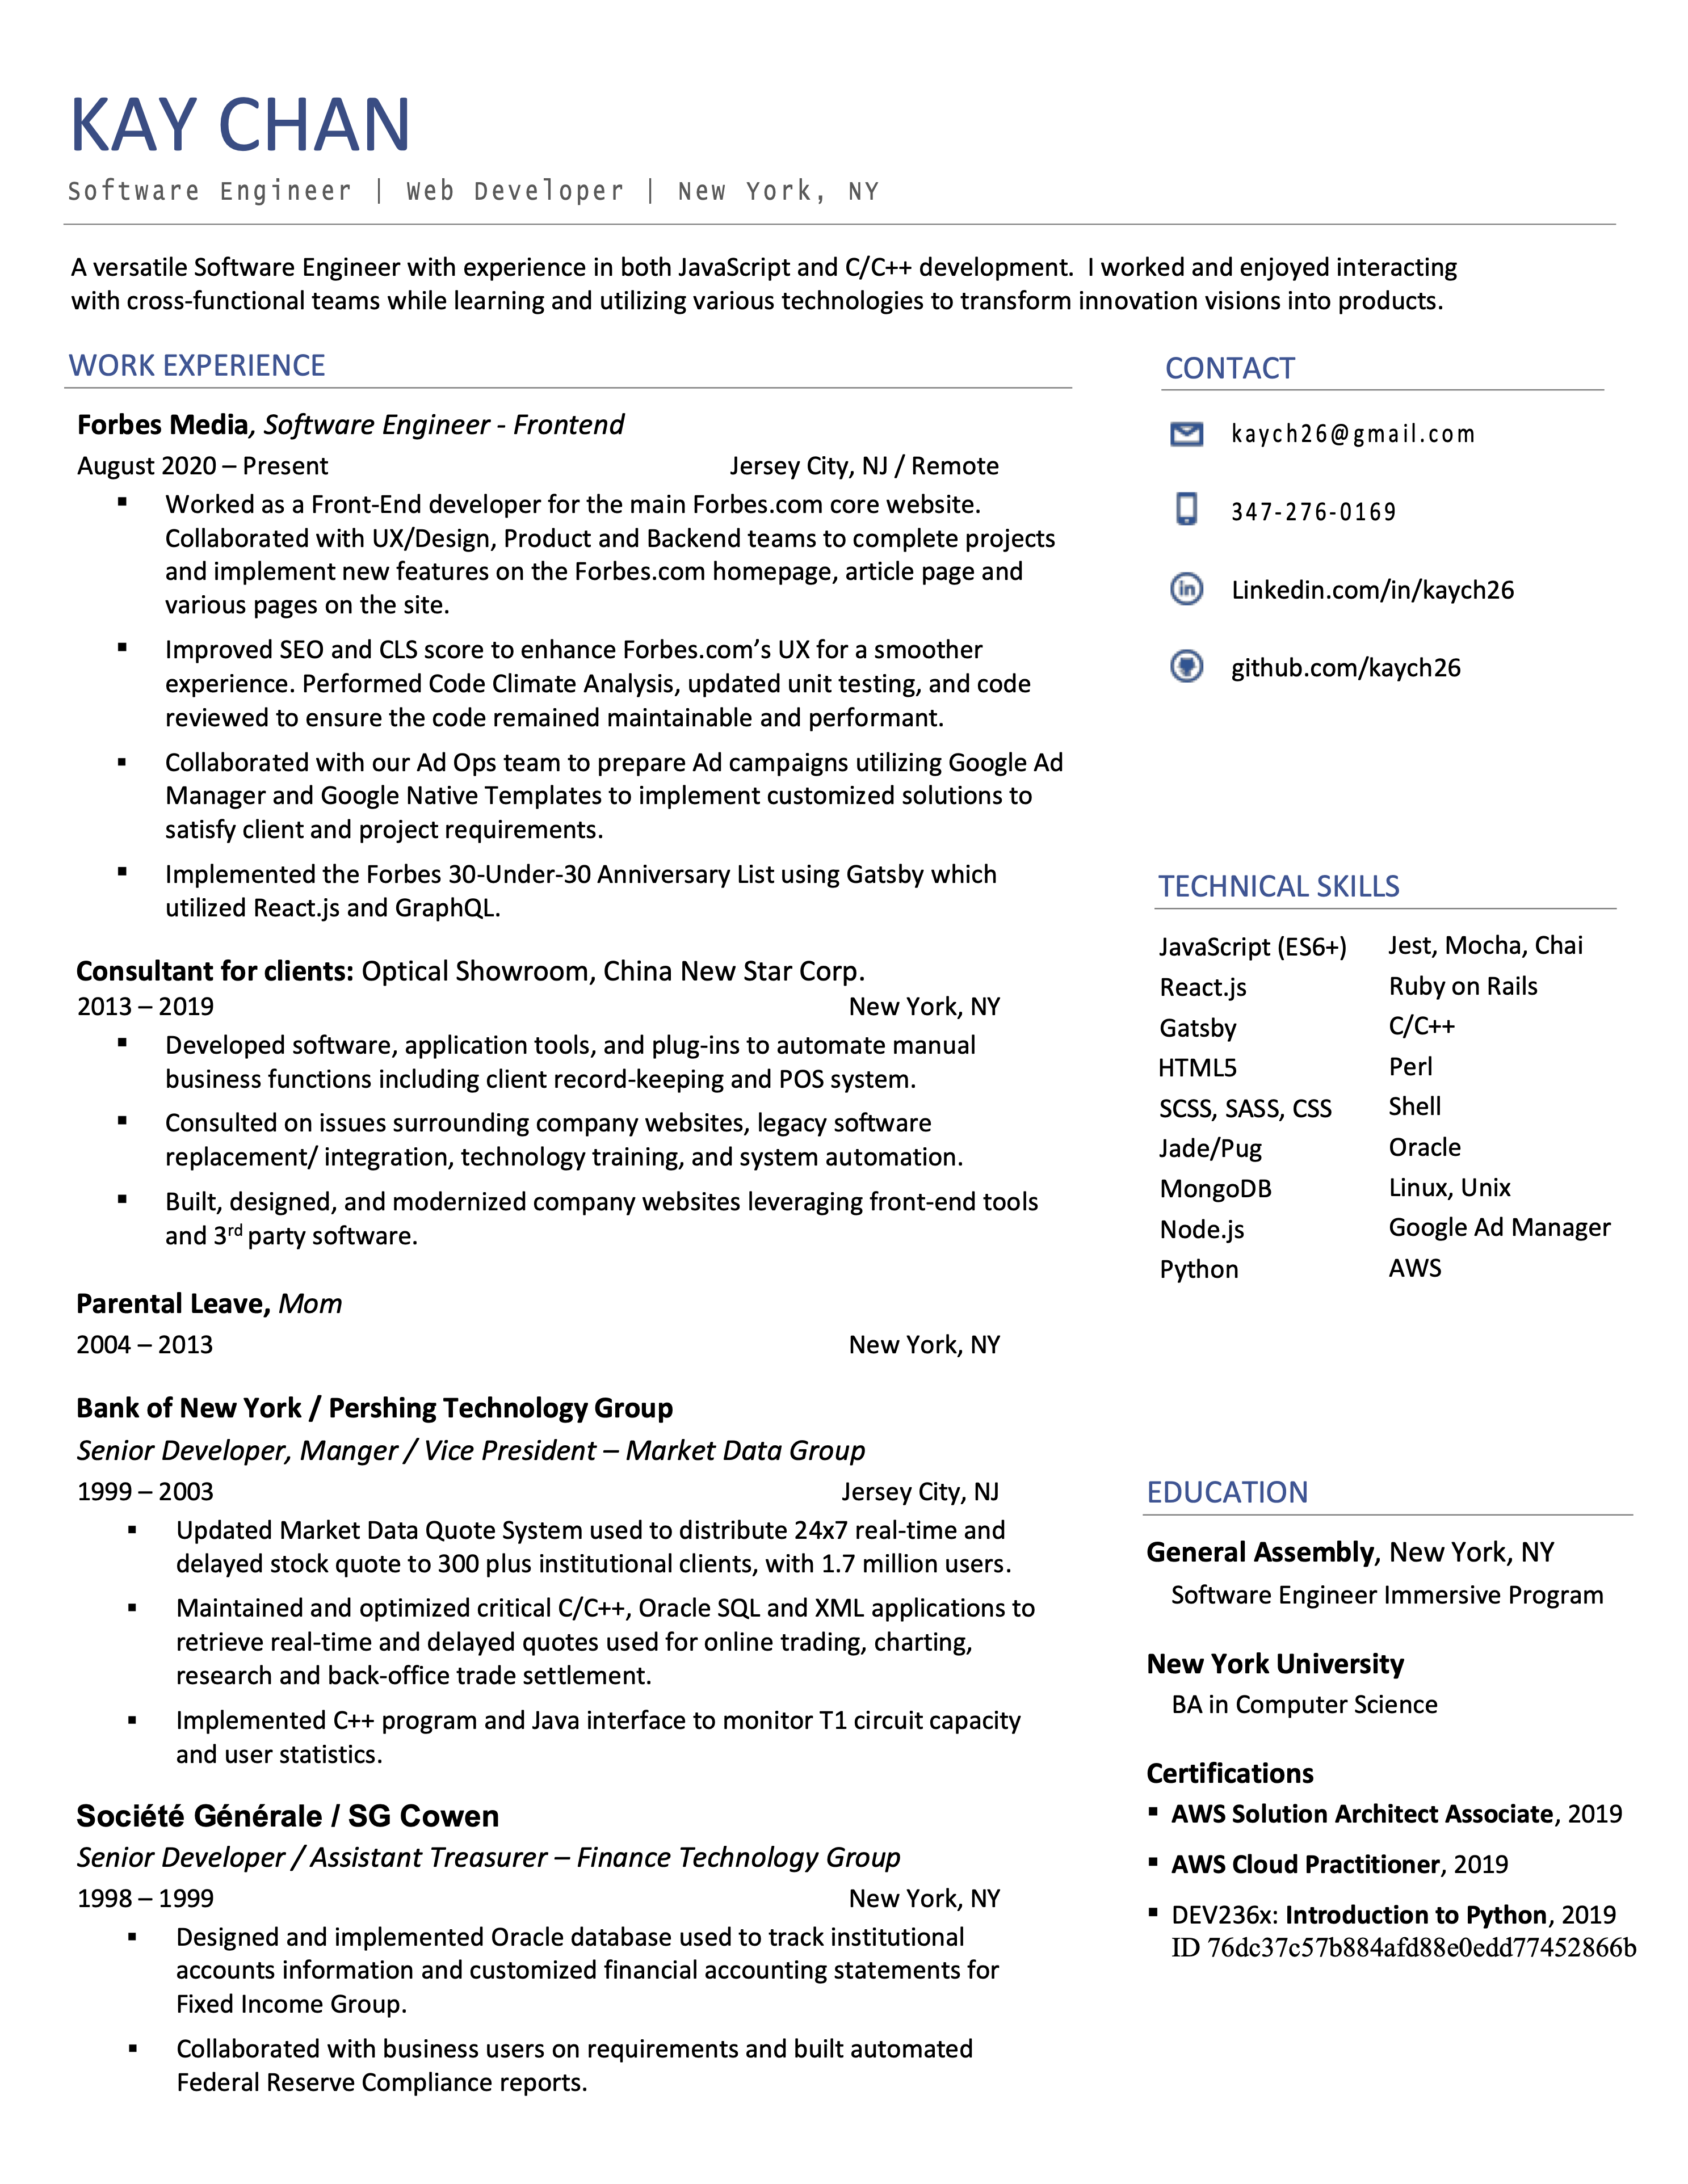 KAY CHAN
Software Engineer | Web Developer | New York, NY
A versatile Software Engineer with experience in both JavaScript and C/C++ development.  I worked and enjoyed interacting
with cross-functional teams while learning and utilizing various technologies to transform innovation visions into products.
WORK EXPERIENCE
Forbes Media, Software Engineer - Frontend
August 2020 – Present Jersey City, NJ / Remote
▪ Worked as a Front-End developer for the main Forbes.com core website.
Collaborated with UX/Design, Product and Backend teams to complete projects
and implement new features on the Forbes.com homepage, article page and
various pages on the site.
▪ Improved SEO and CLS score to enhance Forbes.com’s UX for a smoother
experience. Performed Code Climate Analysis, updated unit testing, and code
reviewed to ensure the code remained maintainable and performant.
▪ Collaborated with our Ad Ops team to prepare Ad campaigns utilizing Google Ad
Manager and Google Native Templates to implement customized solutions to
satisfy client and project requirements.
▪ Implemented the Forbes 30-Under-30 Anniversary List using Gatsby which
utilized React.js and GraphQL.
Consultant for clients: Optical Showroom, China New Star Corp.
2013 – 2019 New York, NY
▪ Developed software, application tools, and plug-ins to automate manual
business functions including client record-keeping and POS system.
▪ Consulted on issues surrounding company websites, legacy software
replacement/ integration, technology training, and system automation.
▪ Built, designed, and modernized company websites leveraging front-end tools
and 3rd party software.
Parental Leave, Mom
2004 – 2013 New York, NY
Bank of New York / Pershing Technology Group
Senior Developer, Manger / Vice President – Market Data Group
1999 – 2003 Jersey City, NJ
▪ Updated Market Data Quote System used to distribute 24x7 real-time and
delayed stock quote to 300 plus institutional clients, with 1.7 million users.
▪ Maintained and optimized critical C/C++, Oracle SQL and XML applications to
retrieve real-time and delayed quotes used for online trading, charting,
research and back-office trade settlement.
▪ Implemented C++ program and Java interface to monitor T1 circuit capacity
and user statistics.
Société Générale / SG Cowen
Senior Developer / Assistant Treasurer – Finance Technology Group
1998 – 1999 New York, NY
▪ Designed and implemented Oracle database used to track institutional
accounts information and customized financial accounting statements for
Fixed Income Group.
▪ Collaborated with business users on requirements and built automated
Federal Reserve Compliance reports.
CONTACT
kaych26@gmail.com
347-276-0169
Linkedin.com/in/kaych26
github.com/kaych26
TECHNICAL SKILLS
JavaScript (ES6+) Jest, Mocha, Chai
React.js Ruby on Rails
Gatsby C/C++
HTML5 Perl
SCSS, SASS, CSS Shell
Jade/Pug Oracle
MongoDB Linux, Unix
Node.js Google Ad Manager
Python AWS
EDUCATION
General Assembly, New York, NY
Software Engineer Immersive Program
New York University
BA in Computer Science
Certifications
▪ AWS Solution Architect Associate, 2019
▪ AWS Cloud Practitioner, 2019
▪ DEV236x: Introduction to Python, 2019
ID 76dc37c57b884afd88e0edd77452866b